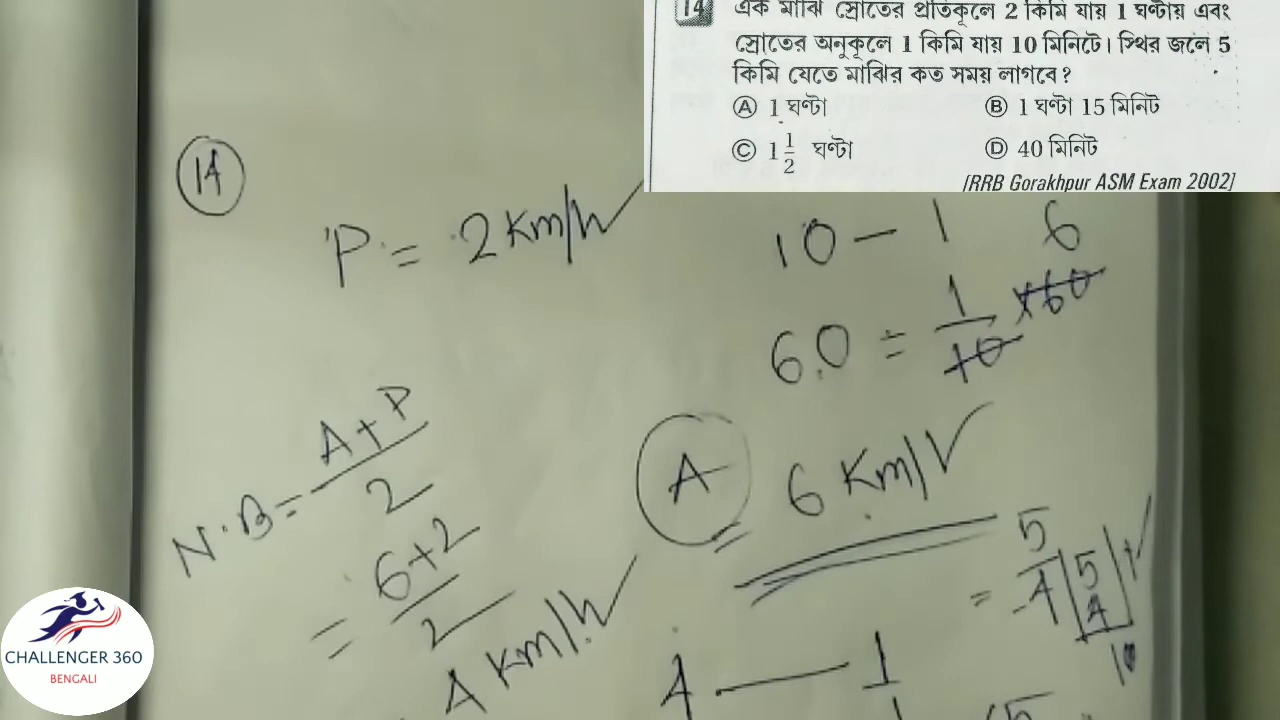 14 এক মাঝি স্রোতের প্রতিকূলে 2 কিমি যায় 1 ঘণ্টায় এবং
স্রোতের অনুকূলে 1 কিমি যায় 10 মিনিটে। স্থির জলে 5
কিমি যেতে মাঝির কত সময় লাগবে ?
Ⓐ 1 ঘণ্টা Ⓑ 1 ঘণ্টা 15 মিনিট
Ⓒ 1 1/2 ঘণ্টা Ⓓ 40 মিনিট
[RRB Gorakhpur ASM Exam 2002]
14
P = 2 Km/h
10 — 1 6
60 = 1/10 × 60
A 6 Km/h
N.B = A+P/2
= 6+2/2
4 Km/h
= 5/4
4 — 1
CHALLENGER 360
BENGALI